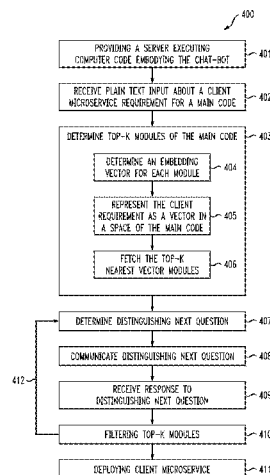 400
PROVIDING A SERVER EXECUTING
COMPUTER CODE EMBODYING THE CHAT-BOT
401
RECEIVE PLAIN TEXT INPUT ABOUT A CLIENT
MICROSERVICE REQUIREMENT FOR A MAIN CODE
402
DETERMINE TOP-K MODULES OF THE MAIN CODE
403
DETERMINE AN EMBEDDING
VECTOR FOR EACH MODULE
404
REPRESENT THE CLIENT
REQUIREMENT AS A VECTOR IN
A SPACE OF THE MAIN CODE
405
FETCH THE TOP-K
NEAREST VECTOR MODULES
406
DETERMINE DISTINGUISHING NEXT QUESTION
407
COMMUNICATE DISTINGUISHING NEXT QUESTION
408
412
RECEIVE RESPONSE TO
DISTINGUISHING NEXT QUESTION
409
FILTERING TOP-K MODULES
410
DEPLOYING CLIENT MICROSERVICE
411